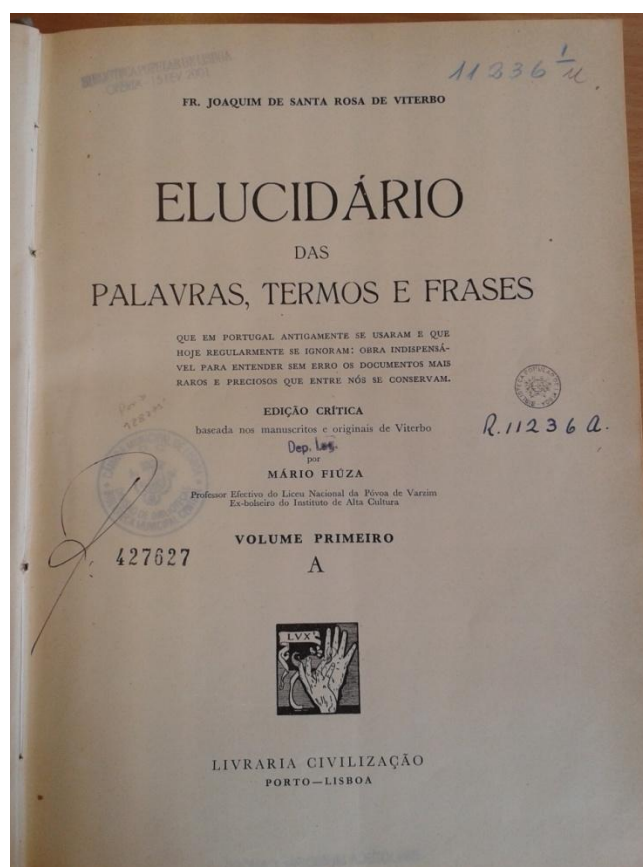 11236 1/U
FR. JOAQUIM DE SANTA ROSA DE VITERBO
ELUCIDÁRIO
DAS
PALAVRAS, TERMOS E FRASES
QUE EM PORTUGAL ANTIGAMENTE SE USARAM E QUE
HOJE REGULARMENTE SE IGNORAM: OBRA INDISPENSÁ-
VEL PARA ENTENDER SEM ERRO OS DOCUMENTOS MAIS
RAROS E PRECIOSOS QUE ENTRE NÓS SE CONSERVAM.
EDIÇÃO CRÍTICA
baseada nos manuscritos e originais de Viterbo
Dep. Leg.
R.11236 A.
por
MÁRIO FIÚZA
Professor Efectivo do Liceu Nacional da Póvoa de Varzim
Ex-bolseiro do Instituto de Alta Cultura
VOLUME PRIMEIRO
427627
A
LVX
LIVRARIA CIVILIZAÇÃO
PORTO—LISBOA